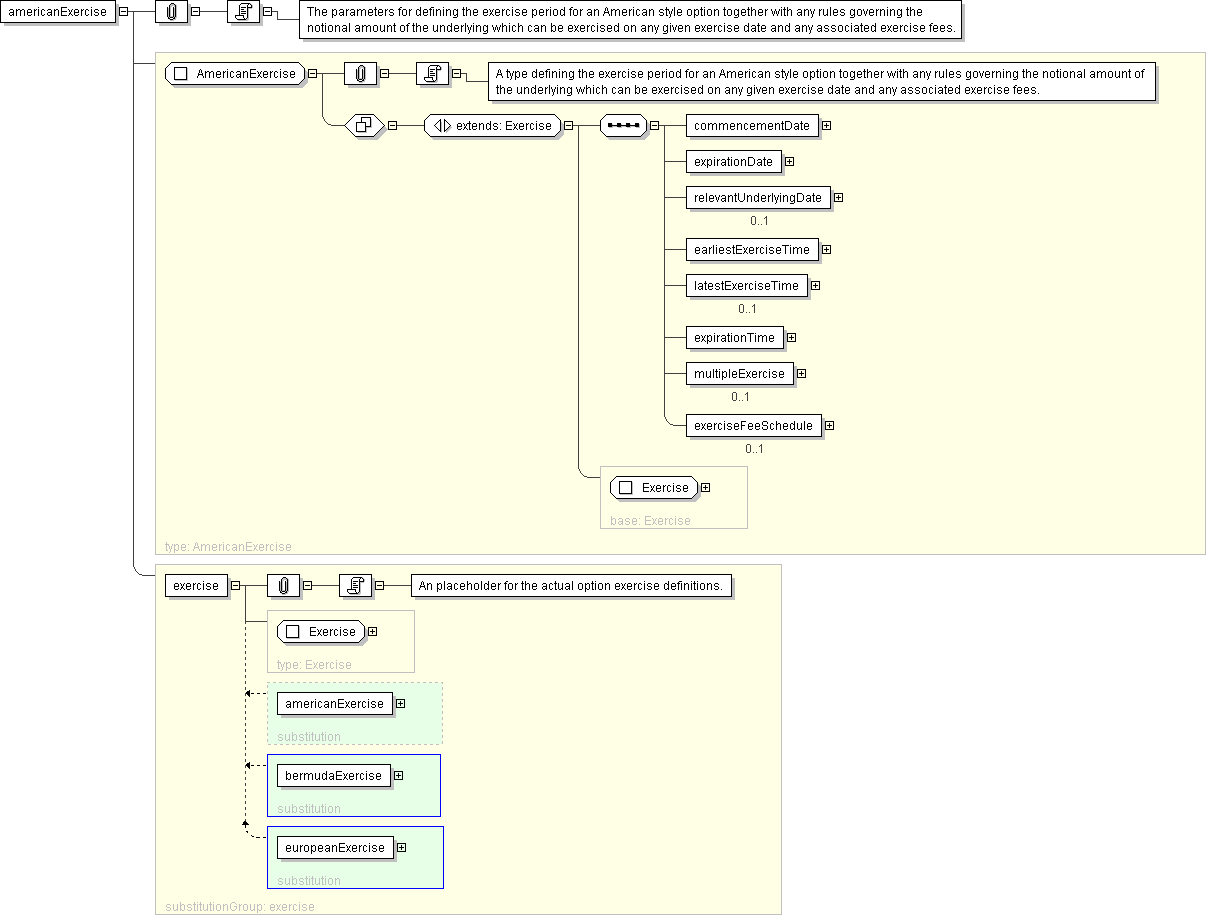 americanExercise
The parameters for defining the exercise period for an American style option together with any rules governing the
notional amount of the underlying which can be exercised on any given exercise date and any associated exercise fees.
AmericanExercise
A type defining the exercise period for an American style option together with any rules governing the notional amount of
the underlying which can be exercised on any given exercise date and any associated exercise fees.
extends: Exercise
commencementDate
expirationDate
relevantUnderlyingDate
0..1
earliestExerciseTime
latestExerciseTime
0..1
expirationTime
multipleExercise
0..1
exerciseFeeSchedule
0..1
Exercise
base: Exercise
type: AmericanExercise
exercise
An placeholder for the actual option exercise definitions.
Exercise
type: Exercise
americanExercise
substitution
bermudaExercise
substitution
europeanExercise
substitution
substitutionGroup: exercise